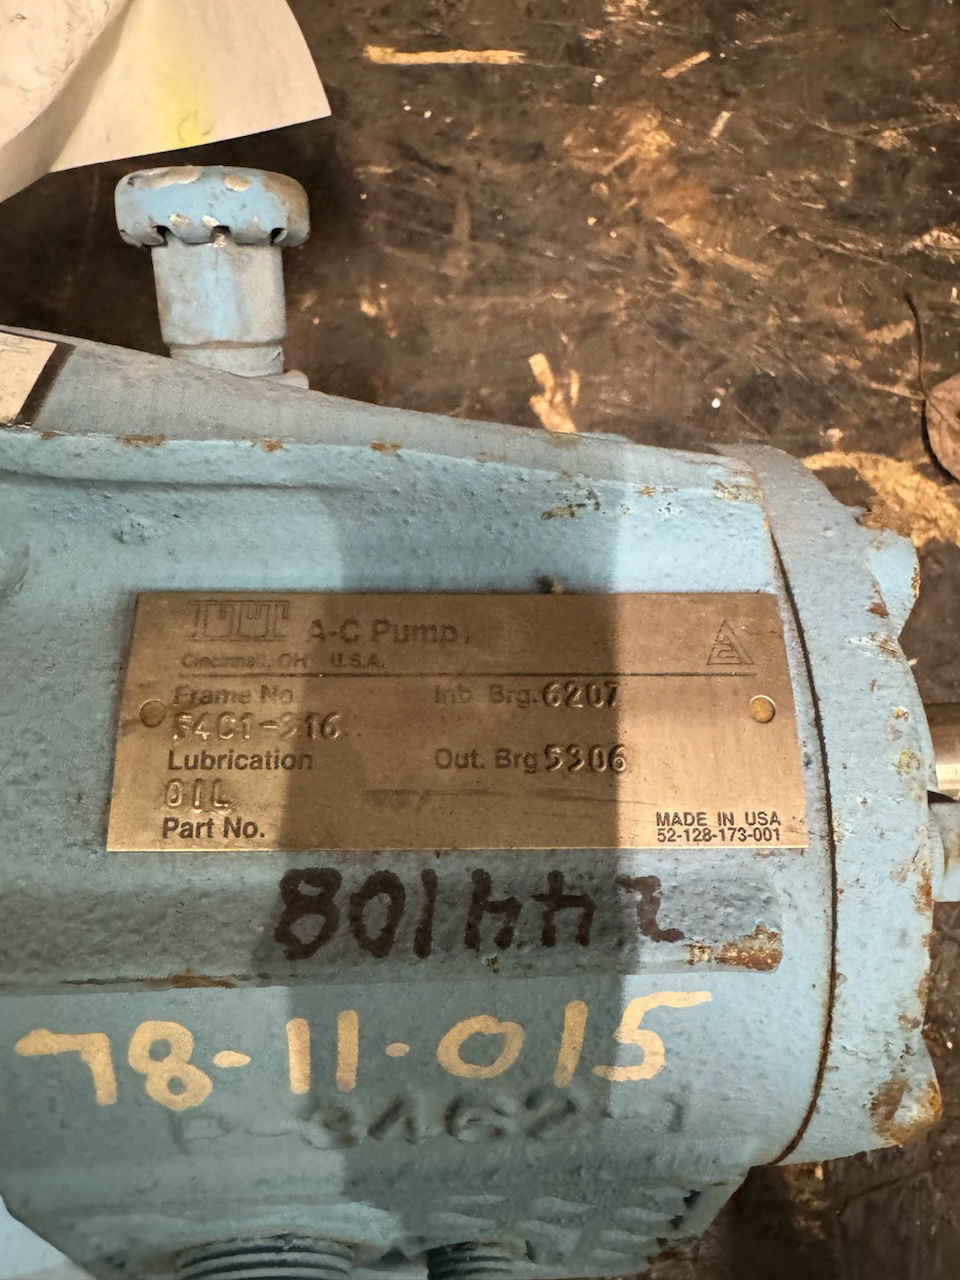 ITT A-C Pump
Cincinnati, OH U.S.A.
Frame No Inb. Brg. 6207
F4C1-316
Lubrication Out. Brg 5306
OIL
Part No. MADE IN USA
52-128-173-001
78-11-015